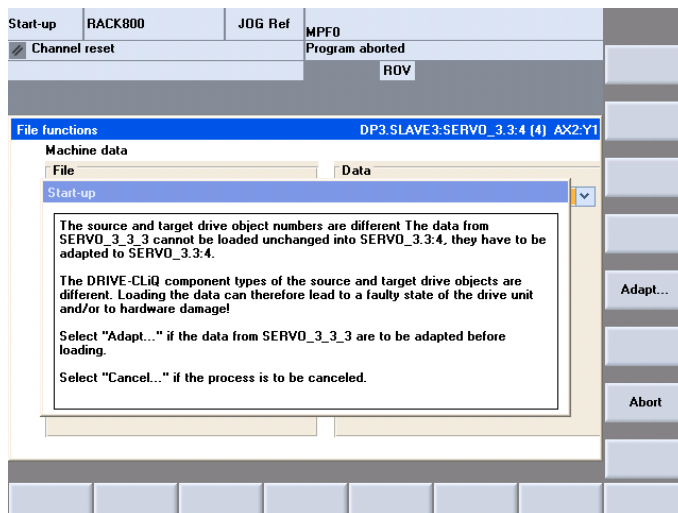 Start-up RACK800 JOG Ref MPF0
Channel reset Program aborted
ROV
File functions DP3.SLAVE3:SERVO_3.3:4 (4) AX2:Y1
Machine data
File Data
Start-up
The source and target drive object numbers are different The data from
SERVO_3_3_3 cannot be loaded unchanged into SERVO_3.3:4, they have to be
adapted to SERVO_3.3:4.
The DRIVE-CLiQ component types of the source and target drive objects are
different. Loading the data can therefore lead to a faulty state of the drive unit
and/or to hardware damage!
Select "Adapt..." if the data from SERVO_3_3_3 are to be adapted before
loading.
Select "Cancel..." if the process is to be canceled.
Adapt...
Abort